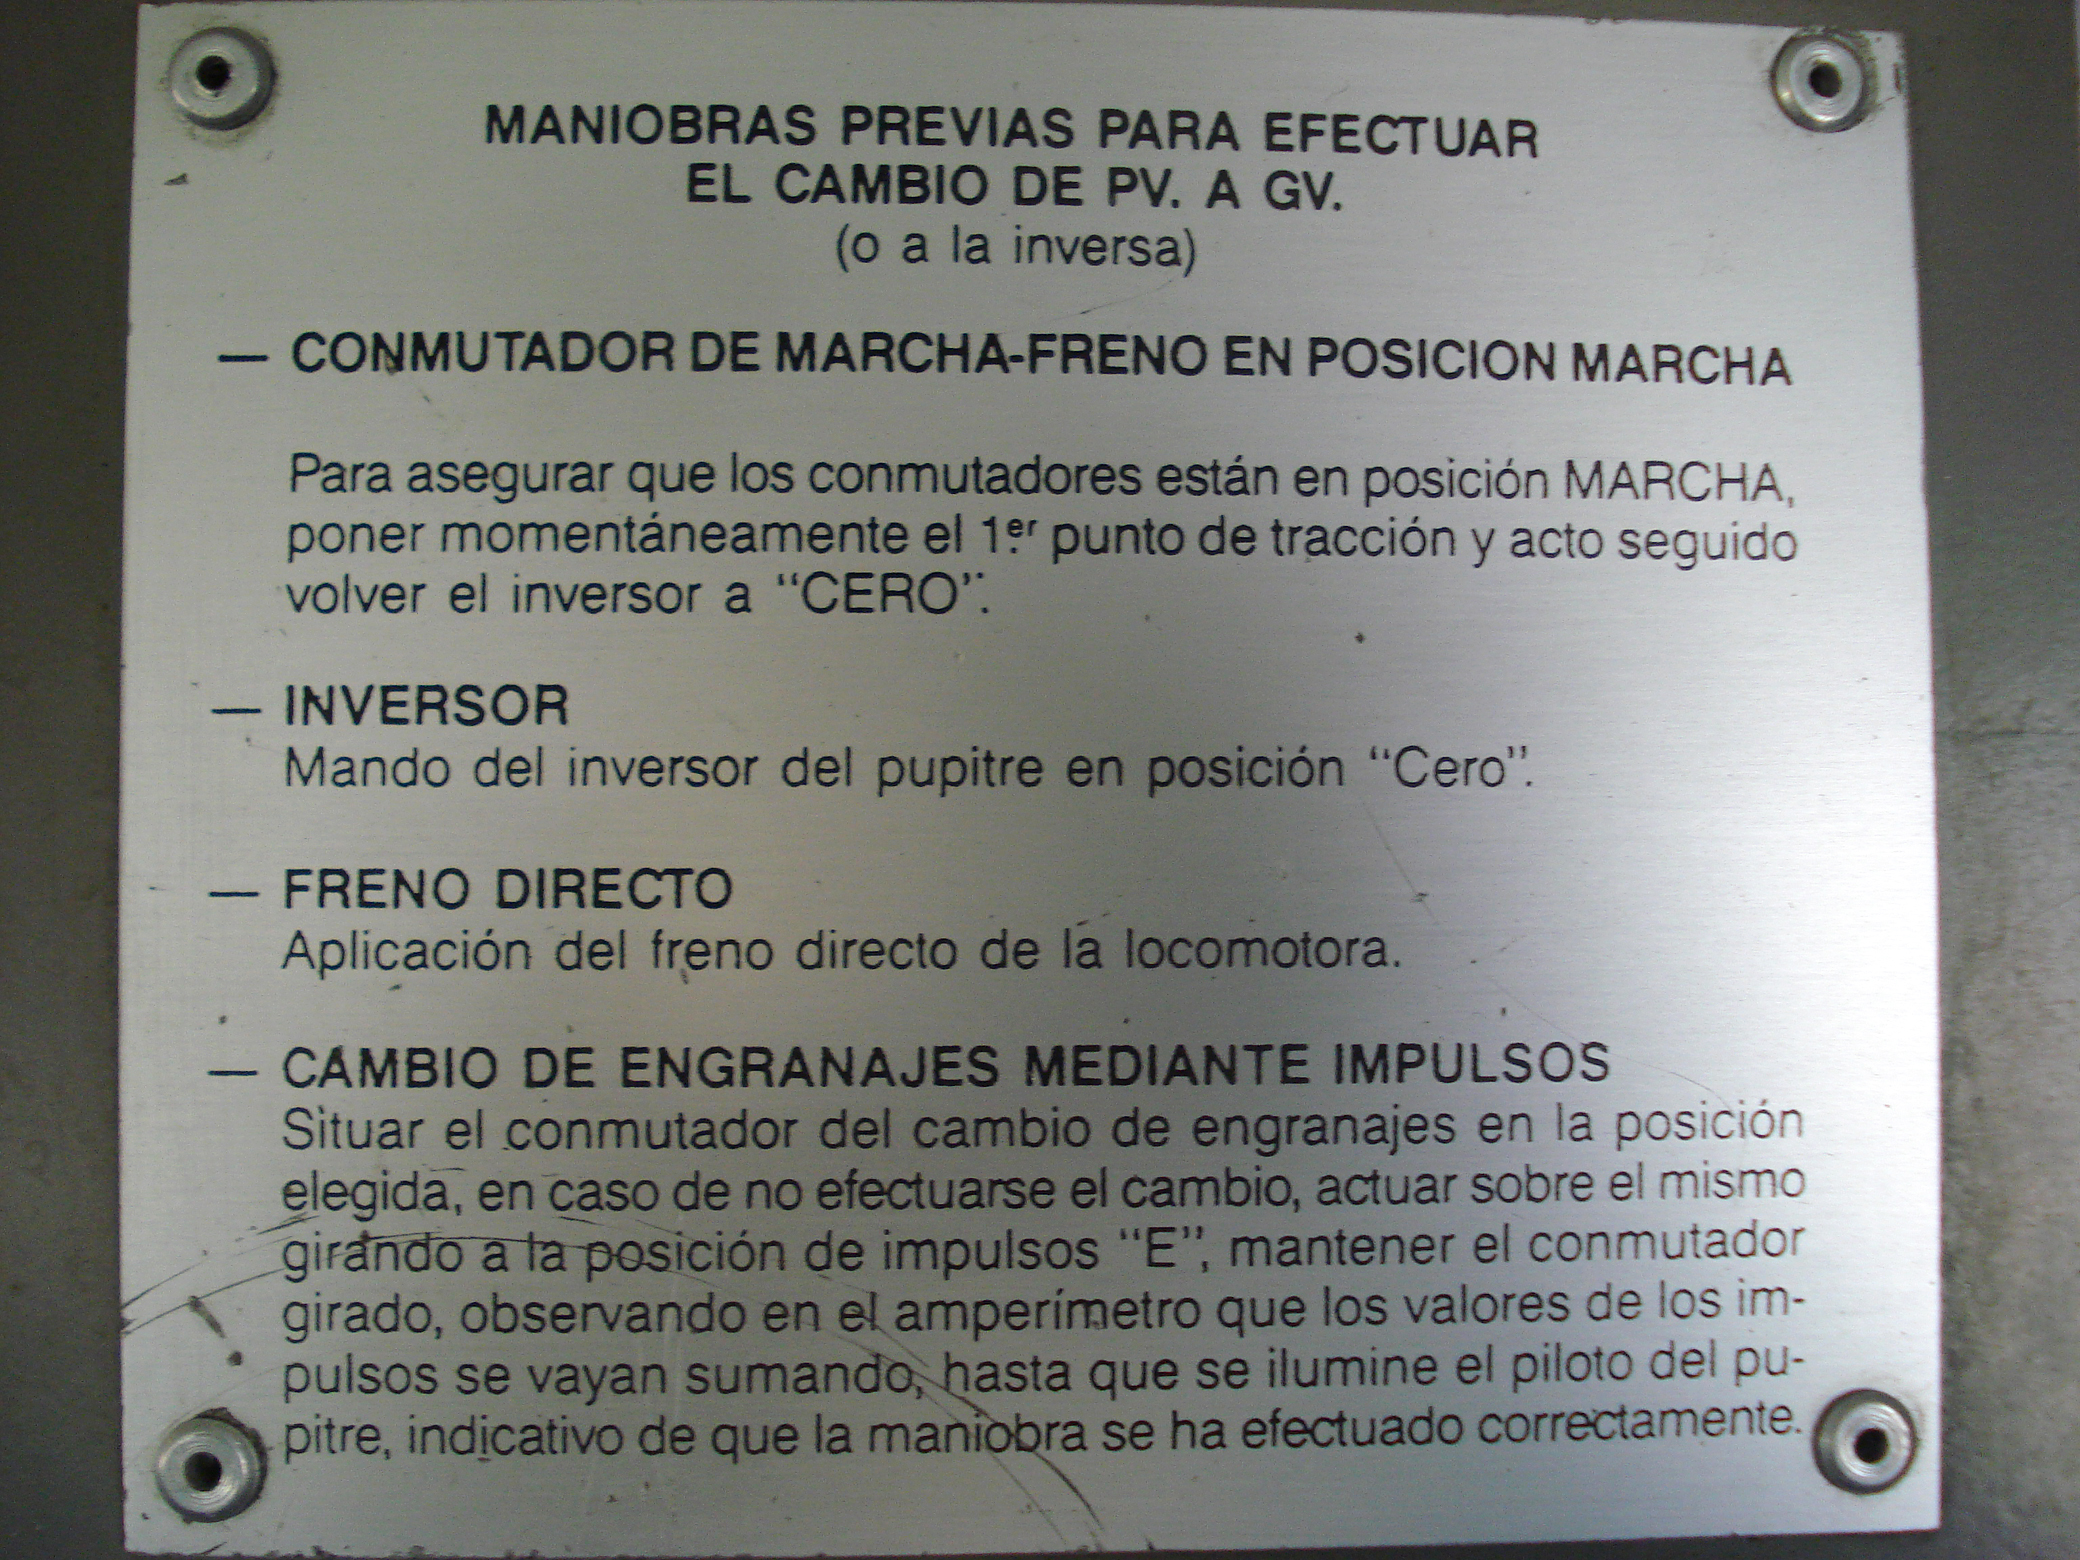 MANIOBRAS PREVIAS PARA EFECTUAR
EL CAMBIO DE PV. A GV.
(o a la inversa)
— CONMUTADOR DE MARCHA-FRENO EN POSICION MARCHA
Para asegurar que los conmutadores están en posición MARCHA,
poner momentáneamente el 1.er punto de tracción y acto seguido
volver el inversor a “CERO”.
— INVERSOR
Mando del inversor del pupitre en posición “Cero”.
— FRENO DIRECTO
Aplicación del freno directo de la locomotora.
— CAMBIO DE ENGRANAJES MEDIANTE IMPULSOS
Situar el conmutador del cambio de engranajes en la posición
elegida, en caso de no efectuarse el cambio, actuar sobre el mismo
girando a la posición de impulsos “E”, mantener el conmutador
girado, observando en el amperímetro que los valores de los im-
pulsos se vayan sumando, hasta que se ilumine el piloto del pu-
pitre, indicativo de que la maniobra se ha efectuado correctamente.